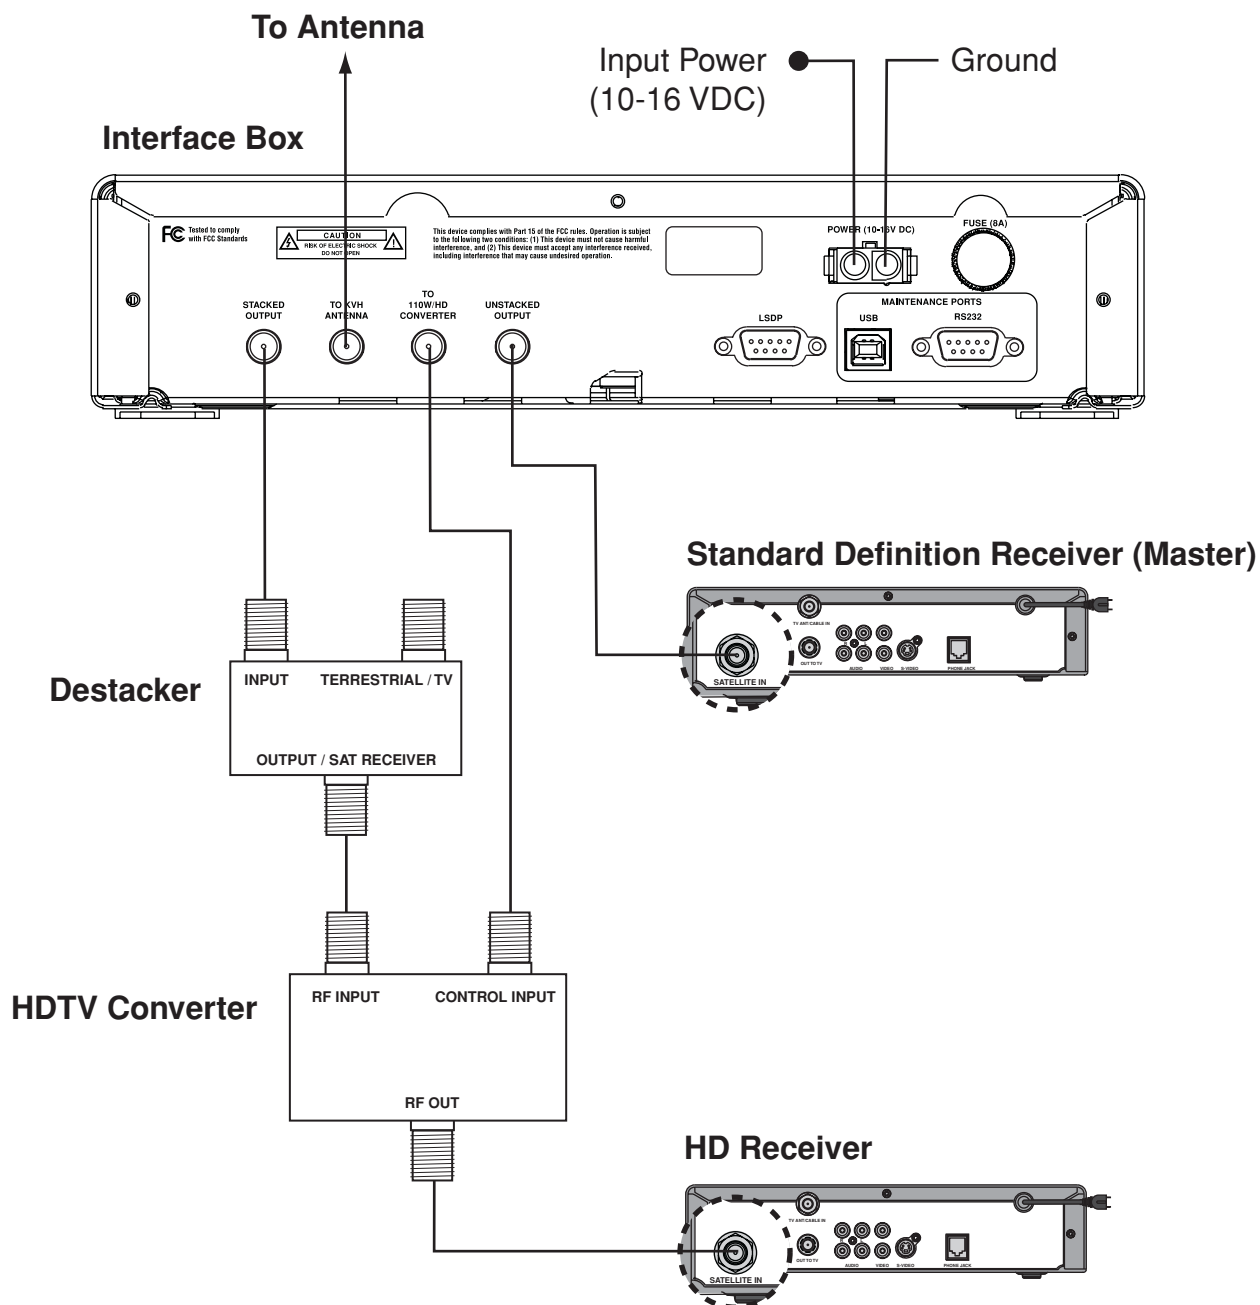 To Antenna
Input Power
(10-16 VDC)
Ground
Interface Box
FC Tested to comply
with FCC Standards
CAUTION
RISK OF ELECTRIC SHOCK
DO NOT OPEN
This device complies with Part 15 of the FCC rules. Operation is subject
to the following two conditions: (1) This device must not cause harmful
interference, and (2) This device must accept any interference received,
including interference that may cause undesired operation.
POWER (10-16V DC)
FUSE (8A)
STACKED
OUTPUT
TO KVH
ANTENNA
TO
110W/HD
CONVERTER
UNSTACKED
OUTPUT
LSDP
MAINTENANCE PORTS
USB
RS232
Standard Definition Receiver (Master)
TV ANT/CABLE IN
OUT TO TV
AUDIO
VIDEO
S-VIDEO
PHONE JACK
SATELLITE IN
Destacker
INPUT
TERRESTRIAL / TV
OUTPUT / SAT RECEIVER
HDTV Converter
RF INPUT
CONTROL INPUT
RF OUT
HD Receiver
TV ANT/CABLE IN
OUT TO TV
AUDIO
VIDEO
S-VIDEO
PHONE JACK
SATELLITE IN